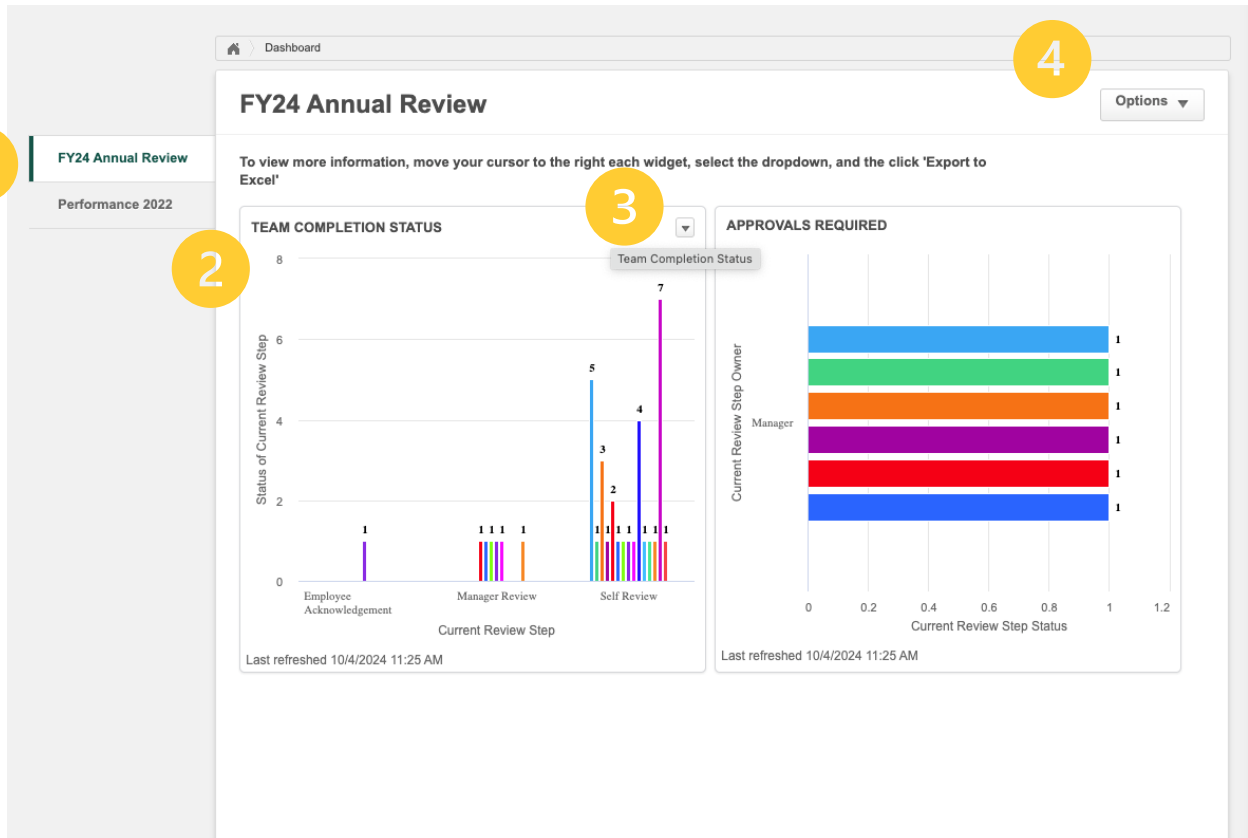 Dashboard
4
FY24 Annual Review
Options
FY24 Annual Review
Performance 2022
To view more information, move your cursor to the right each widget, select the dropdown, and the click 'Export to
Excel'
3
2
TEAM COMPLETION STATUS
Team Completion Status
8
6
4
2
0
Status of Current Review Step
1
1 1 1 1
1
5
1
3
1
2
1
1
1
4
1
1
7
1
Employee
Acknowledgement
Manager Review
Self Review
Current Review Step
Last refreshed 10/4/2024 11:25 AM
APPROVALS REQUIRED
Current Review Step Owner
Manager
1
1
1
1
1
1
0 0.2 0.4 0.6 0.8 1 1.2
Current Review Step Status
Last refreshed 10/4/2024 11:25 AM